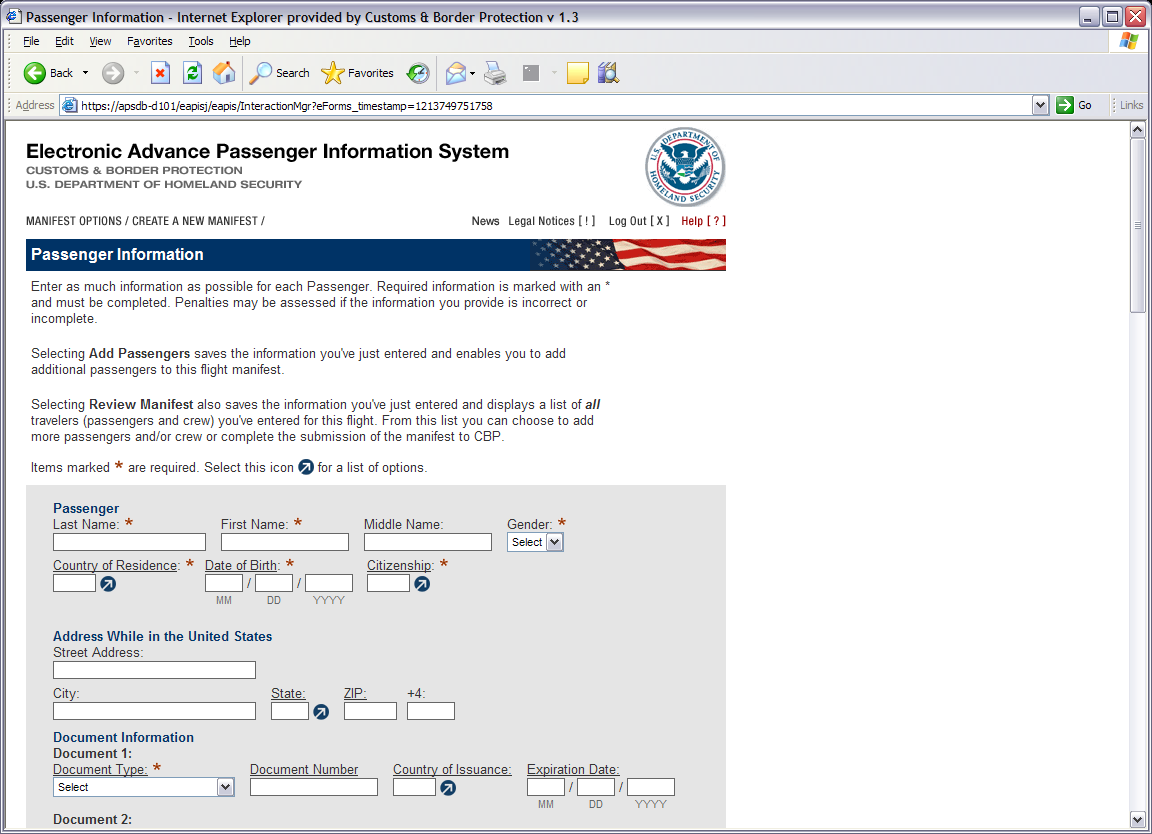 Passenger Information - Internet Explorer provided by Customs & Border Protection v 1.3
File Edit View Favorites Tools Help
Back Search Favorites
Address https://apsdb-d101/eapisj/eapis/InteractionMgr?eForms_timestamp=1213749751758 Go Links
Electronic Advance Passenger Information System
CUSTOMS & BORDER PROTECTION
U.S. DEPARTMENT OF HOMELAND SECURITY
U.S. DEPARTMENT OF HOMELAND SECURITY
MANIFEST OPTIONS / CREATE A NEW MANIFEST / News Legal Notices [ ! ] Log Out [ X ] Help [ ? ]
Passenger Information
Enter as much information as possible for each Passenger. Required information is marked with an *
and must be completed. Penalties may be assessed if the information you provide is incorrect or
incomplete.
Selecting Add Passengers saves the information you've just entered and enables you to add
additional passengers to this flight manifest.
Selecting Review Manifest also saves the information you've just entered and displays a list of all
travelers (passengers and crew) you've entered for this flight. From this list you can choose to add
more passengers and/or crew or complete the submission of the manifest to CBP.
Items marked * are required. Select this icon for a list of options.
Passenger
Last Name: * First Name: * Middle Name: Gender: *
Select
Country of Residence: * Date of Birth: * Citizenship: *
/ /
MM DD YYYY
Address While in the United States
Street Address:
City: State: ZIP: +4:
Document Information
Document 1:
Document Type: * Document Number Country of Issuance: Expiration Date:
Select / /
MM DD YYYY
Document 2: